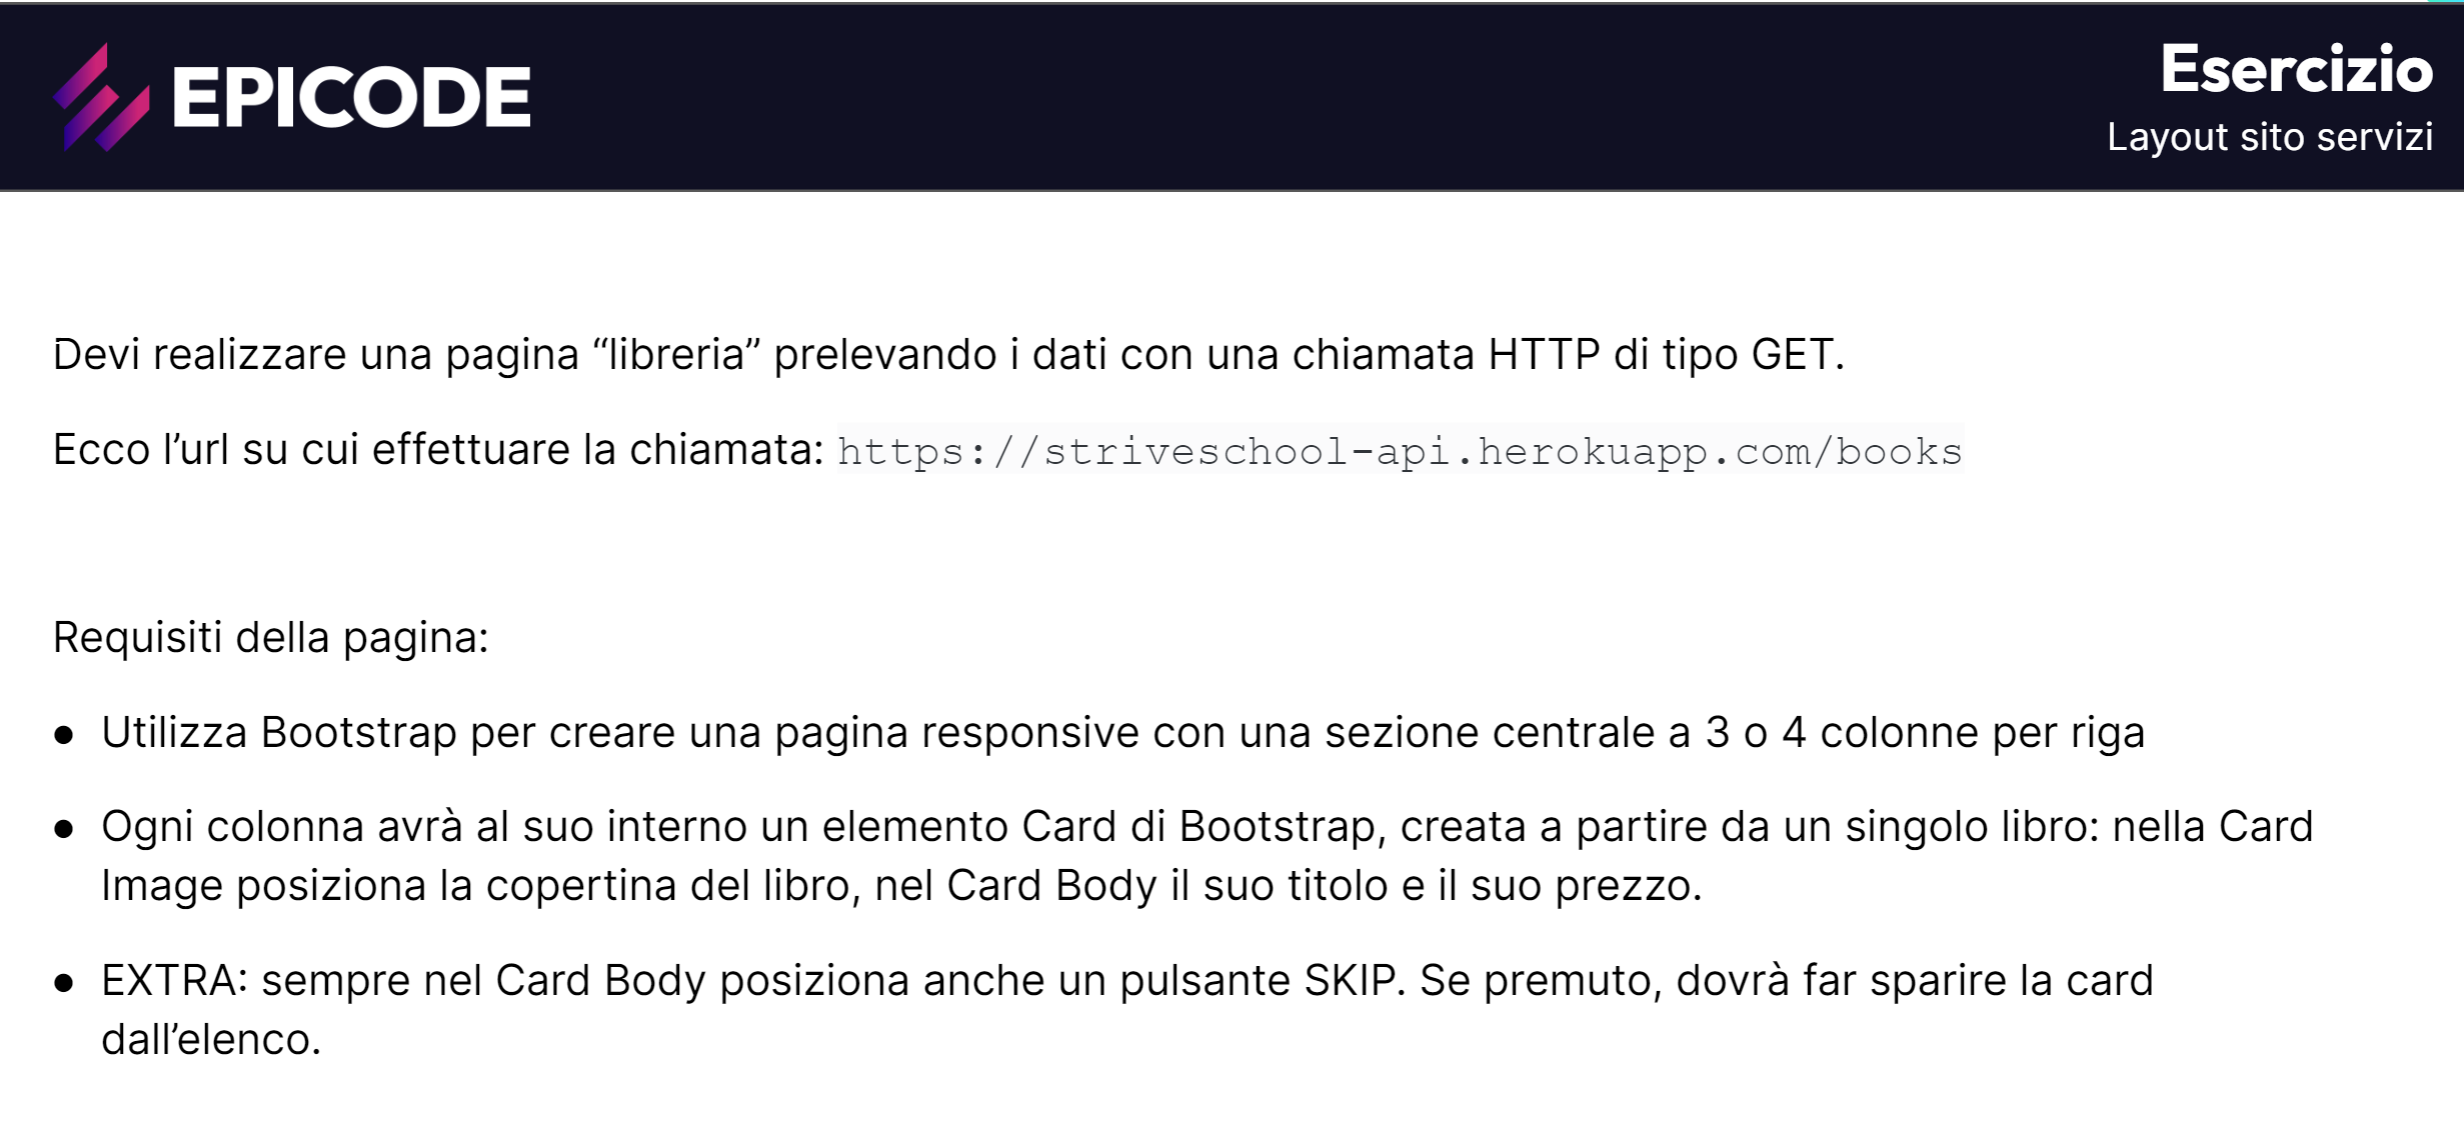 EPICODE
Esercizio
Layout sito servizi
Devi realizzare una pagina “libreria” prelevando i dati con una chiamata HTTP di tipo GET.
Ecco l’url su cui effettuare la chiamata: https://striveschool-api.herokuapp.com/books
Requisiti della pagina:
● Utilizza Bootstrap per creare una pagina responsive con una sezione centrale a 3 o 4 colonne per riga
● Ogni colonna avrà al suo interno un elemento Card di Bootstrap, creata a partire da un singolo libro: nella Card
Image posiziona la copertina del libro, nel Card Body il suo titolo e il suo prezzo.
● EXTRA: sempre nel Card Body posiziona anche un pulsante SKIP. Se premuto, dovrà far sparire la card
dall’elenco.